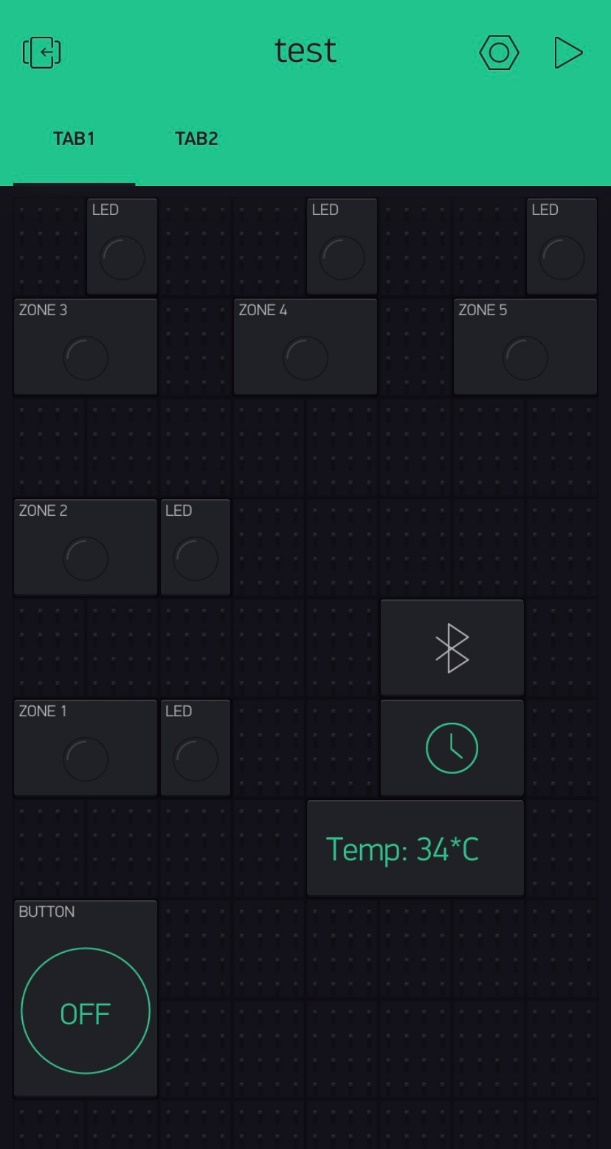 test
TAB1 TAB2
LED LED LED
ZONE 3 ZONE 4 ZONE 5
ZONE 2 LED
ZONE 1 LED
Temp: 34*C
BUTTON
OFF